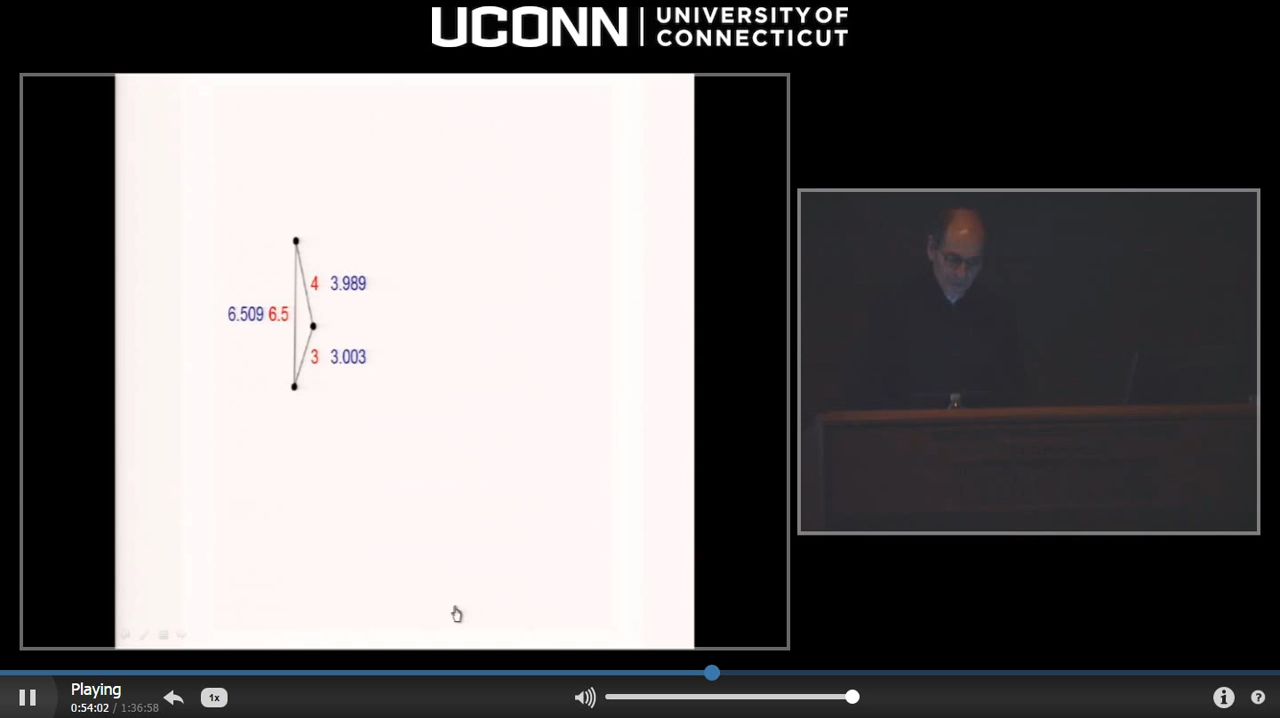 UCONN UNIVERSITY OF
CONNECTICUT
4 3.989
6.509 6.5
3 3.003
Playing
0:54:02 / 1:36:58
1x